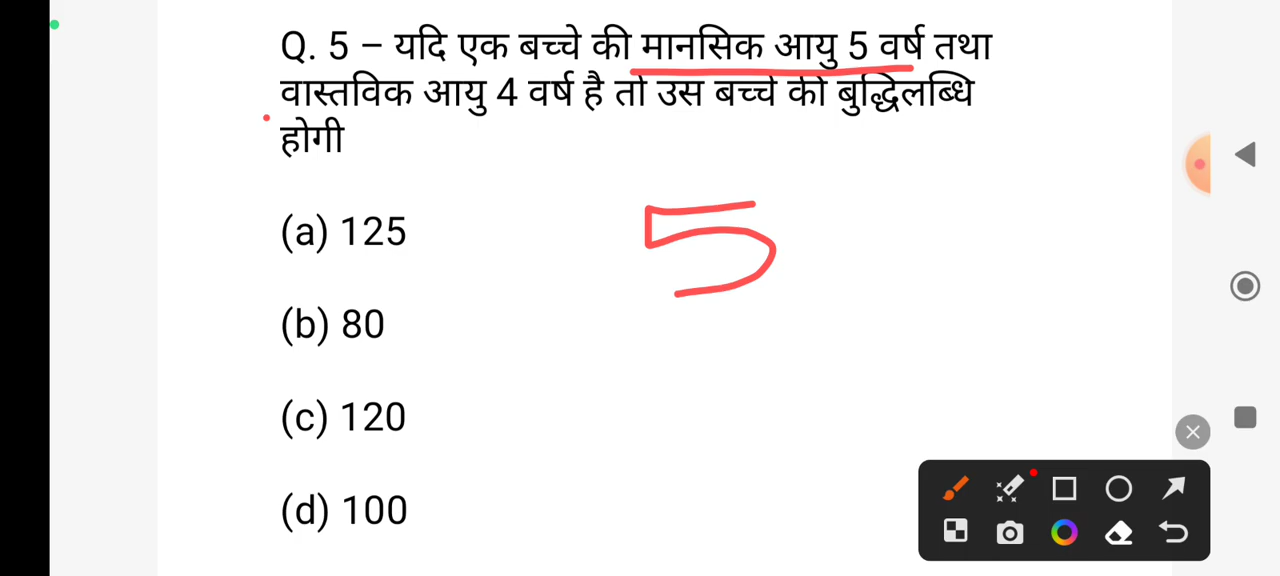 Q. 5 – यदि एक बच्चे की मानसिक आयु 5 वर्ष तथा
वास्तविक आयु 4 वर्ष है तो उस बच्चे की बुद्धिलब्धि
होगी
(a) 125
5
(b) 80
(c) 120
(d) 100